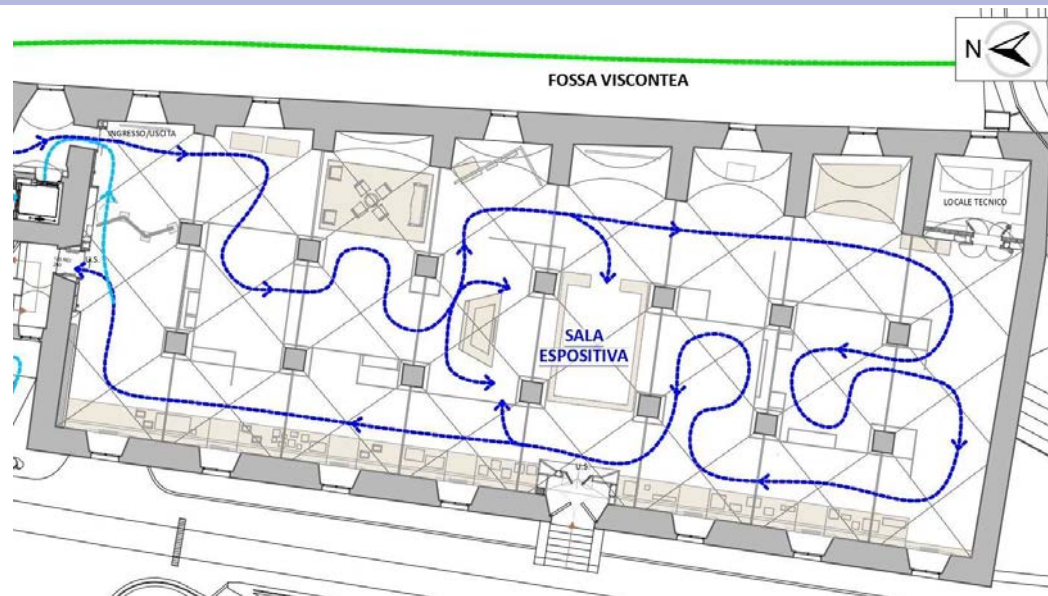 N
FOSSA VISCONTEA
INGRESSO/USCITA
LOCALE TECNICO
U.S.
SALA
ESPOSITIVA
U.S.